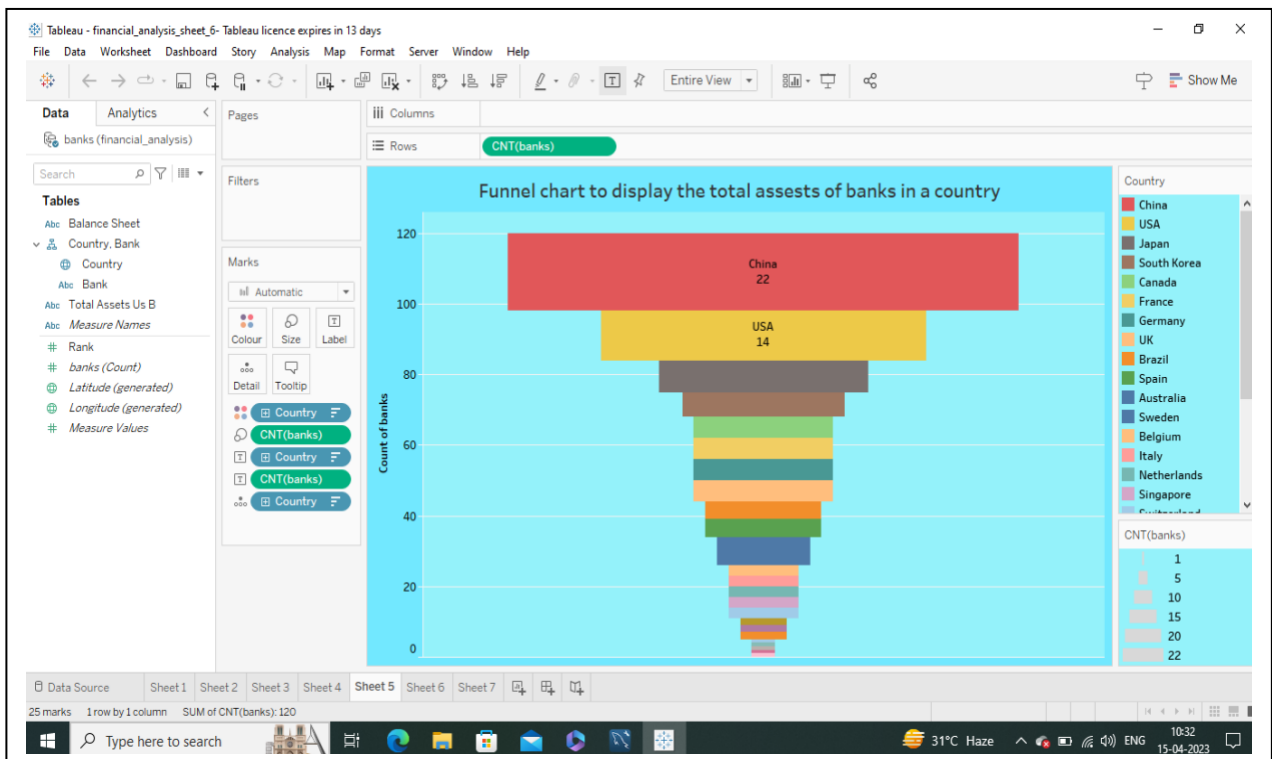 Tableau - financial_analysis_sheet_6- Tableau licence expires in 13 days
File Data Worksheet Dashboard Story Analysis Map Format Server Window Help
Entire View
Show Me
Data Analytics
banks (financial_analysis)
Search
Tables
Abc Balance Sheet
Country, Bank
Country
Abc Bank
Abc Total Assets Us B
Abc Measure Names
# Rank
# banks (Count)
Latitude (generated)
Longitude (generated)
# Measure Values
Pages
Filters
Marks
Automatic
Colour Size Label
Detail Tooltip
Country
CNT(banks)
Country
CNT(banks)
Country
iii Columns
Rows CNT(banks)
Funnel chart to display the total assests of banks in a country
Count of banks
120
100
80
60
40
20
0
China
22
USA
14
Country
China
USA
Japan
South Korea
Canada
France
Germany
UK
Brazil
Spain
Australia
Sweden
Belgium
Italy
Netherlands
Singapore
Switzerland
CNT(banks)
1
5
10
15
20
22
Data Source Sheet 1 Sheet 2 Sheet 3 Sheet 4 Sheet 5 Sheet 6 Sheet 7
25 marks 1 row by 1 column SUM of CNT(banks): 120
Type here to search
31°C Haze
ENG
10:32
15-04-2023